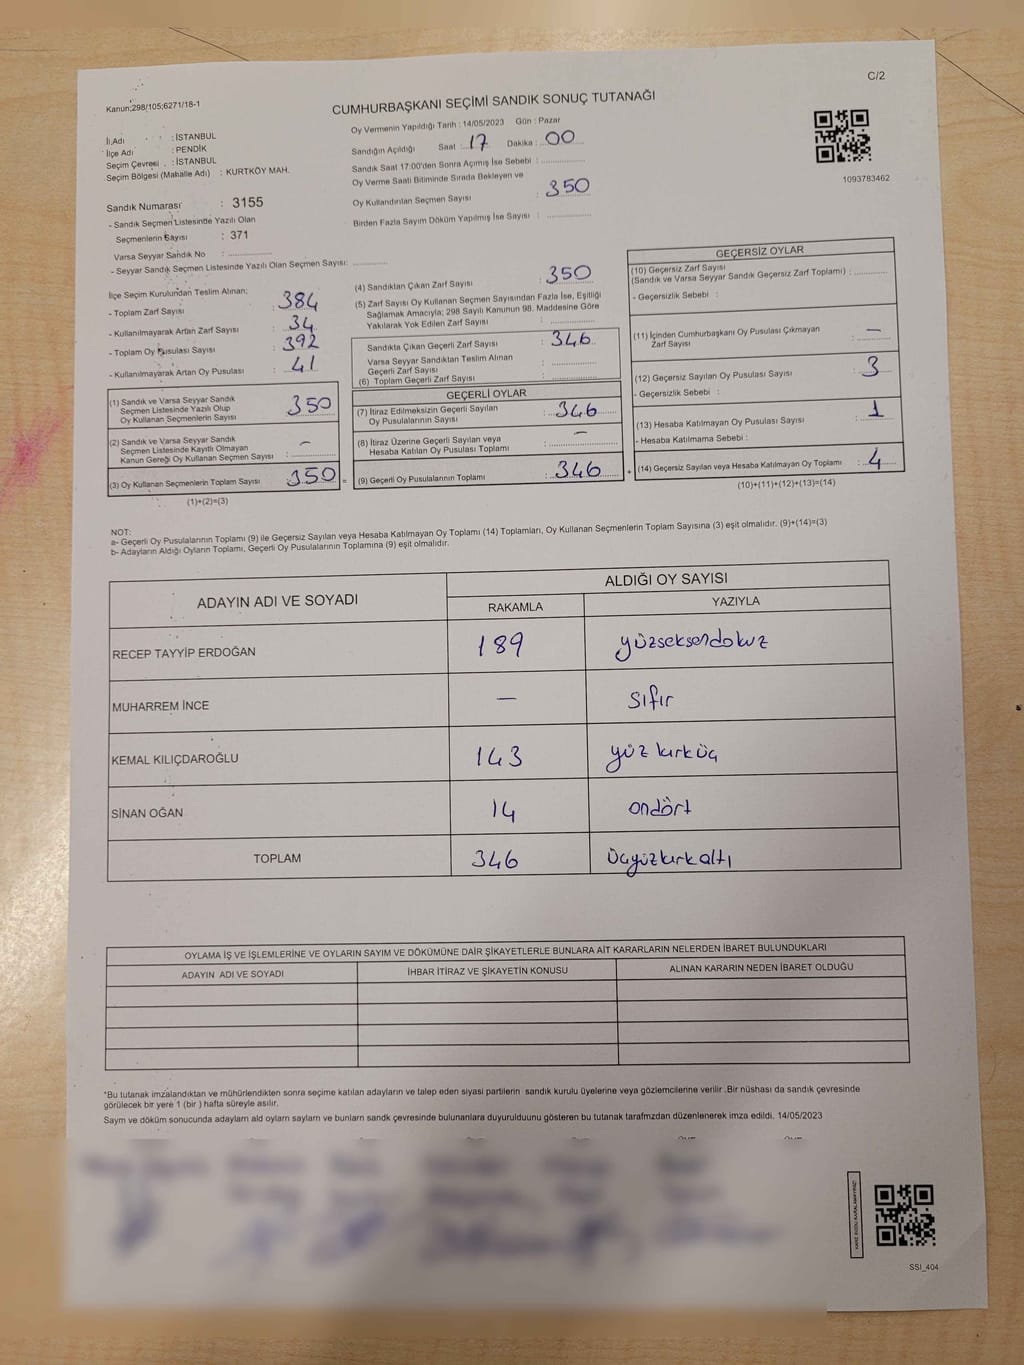 C/2
Kanun;298/105;6271/18-1
CUMHURBAŞKANI SEÇİMİ SANDIK SONUÇ TUTANAĞI
İl Adı : İSTANBUL
İlçe Adı : PENDİK
Seçim Çevresi : İSTANBUL
Seçim Bölgesi (Mahalle Adı) : KURTKÖY MAH.
Oy Vermenin Yapıldığı Tarih : 14/05/2023 Gün : Pazar
Sandığın Açıldığı Saat : 17 Dakika : 00
Sandık Saat 17:00'den Sonra Açılmış İse Sebebi :
Oy Verme Saati Bitiminde Sırada Bekleyen ve
Oy Kullandırılan Seçmen Sayısı : 350
Birden Fazla Sayım Döküm Yapılmış İse Sayısı :
1093783462
Sandık Numarası : 3155
- Sandık Seçmen Listesinde Yazılı Olan
Seçmenlerin Sayısı : 371
Varsa Seyyar Sandık No :
- Seyyar Sandık Seçmen Listesinde Yazılı Olan Seçmen Sayısı:
İlçe Seçim Kurulundan Teslim Alınan;
- Toplam Zarf Sayısı : 384
- Kullanılmayarak Artan Zarf Sayısı : 34
- Toplam Oy Pusulası Sayısı : 392
- Kullanılmayarak Artan Oy Pusulası : 41
(1) Sandık ve Varsa Seyyar Sandık
Seçmen Listesinde Yazılı Olup
Oy Kullanan Seçmenlerin Sayısı : 350
(2) Sandık ve Varsa Seyyar Sandık
Seçmen Listesinde Kayıtlı Olmayan
Kanun Gereği Oy Kullanan Seçmen Sayısı : –
(3) Oy Kullanan Seçmenlerin Toplam Sayısı : 350 =
(1)+(2)=(3)
(4) Sandıktan Çıkan Zarf Sayısı : 350
(5) Zarf Sayısı Oy Kullanan Seçmen Sayısından Fazla İse, Eşitliği
Sağlamak Amacıyla; 298 Sayılı Kanunun 98. Maddesine Göre
Yakılarak Yok Edilen Zarf Sayısı :
Sandıkta Çıkan Geçerli Zarf Sayısı : 346
Varsa Seyyar Sandıktan Teslim Alınan
Geçerli Zarf Sayısı :
(6) Toplam Geçerli Zarf Sayısı :
GEÇERLİ OYLAR
(7) İtiraz Edilmeksizin Geçerli Sayılan
Oy Pusulalarının Sayısı : 346
(8) İtiraz Üzerine Geçerli Sayılan veya
Hesaba Katılan Oy Pusulası Toplamı : –
(9) Geçerli Oy Pusulalarının Toplamı : 346 +
GEÇERSİZ OYLAR
(10) Geçersiz Zarf Sayısı
(Sandık ve Varsa Seyyar Sandık Geçersiz Zarf Toplamı) :
- Geçersizlik Sebebi :
(11) İçinden Cumhurbaşkanı Oy Pusulası Çıkmayan
Zarf Sayısı : –
(12) Geçersiz Sayılan Oy Pusulası Sayısı : 3
- Geçersizlik Sebebi :
(13) Hesaba Katılmayan Oy Pusulası Sayısı : 1
- Hesaba Katılmama Sebebi :
(14) Geçersiz Sayılan veya Hesaba Katılmayan Oy Toplamı : 4
(10)+(11)+(12)+(13)=(14)
NOT:
a- Geçerli Oy Pusulalarının Toplamı (9) ile Geçersiz Sayılan veya Hesaba Katılmayan Oy Toplamı (14) Toplamları, Oy Kullanan Seçmenlerin Toplam Sayısına (3) eşit olmalıdır. (9)+(14)=(3)
b- Adayların Aldığı Oyların Toplamı, Geçerli Oy Pusulalarının Toplamına (9) eşit olmalıdır.
ADAYIN ADI VE SOYADI
ALDIĞI OY SAYISI
RAKAMLA YAZIYLA
RECEP TAYYİP ERDOĞAN 189 yüzseksendokuz
MUHARREM İNCE – sıfır
KEMAL KILIÇDAROĞLU 143 yüz kırküç
SİNAN OĞAN 14 ondört
TOPLAM 346 Üçyüzkırkaltı
OYLAMA İŞ VE İŞLEMLERİNE VE OYLARIN SAYIM VE DÖKÜMÜNE DAİR ŞİKAYETLERLE BUNLARA AİT KARARLARIN NELERDEN İBARET BULUNDUKLARI
ADAYIN ADI VE SOYADI İHBAR İTİRAZ VE ŞİKAYETİN KONUSU ALINAN KARARIN NEDEN İBARET OLDUĞU
*Bu tutanak imzalandıktan ve mühürlendikten sonra seçime katılan adayların ve talep eden siyasi partilerin sandık kurulu üyelerine veya gözlemcilerine verilir .Bir nüshası da sandık çevresinde
görülecek bir yere 1 (bir ) hafta süreyle asılır.
Saym ve döküm sonucunda adaylarn ald oylarn saylarn ve bunlarn sandk çevresinde bulunanlara duyurulduunu gösteren bu tutanak tarafmzdan düzenlenerek imza edildi. 14/05/2023
SSI_404